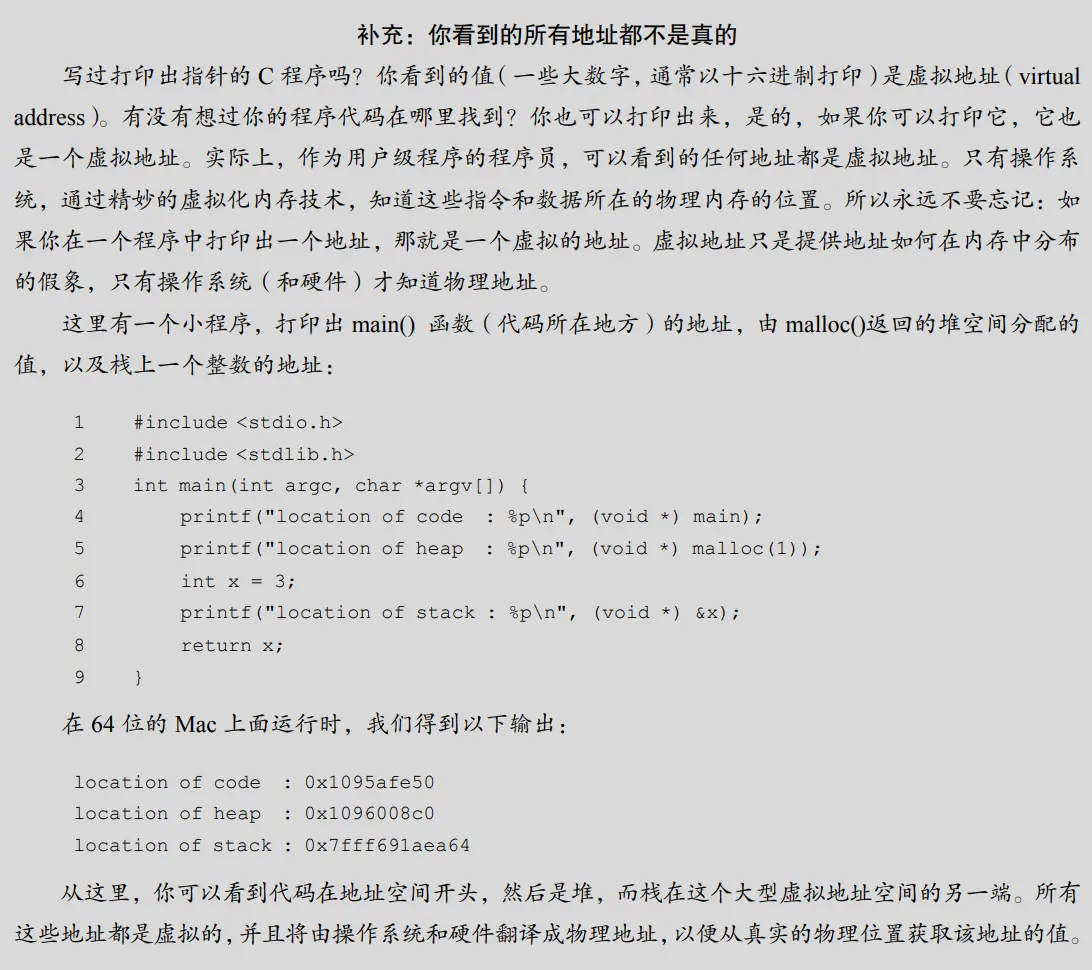 补充：你看到的所有地址都不是真的
写过打印出指针的 C 程序吗？你看到的值（一些大数字，通常以十六进制打印）是虚拟地址（virtual
address）。有没有想过你的程序代码在哪里找到？你也可以打印出来，是的，如果你可以打印它，它也
是一个虚拟地址。实际上，作为用户级程序的程序员，可以看到的任何地址都是虚拟地址。只有操作系
统，通过精妙的虚拟化内存技术，知道这些指令和数据所在的物理内存的位置。所以永远不要忘记：如
果你在一个程序中打印出一个地址，那就是一个虚拟的地址。虚拟地址只是提供地址如何在内存中分布
的假象，只有操作系统（和硬件）才知道物理地址。
这里有一个小程序，打印出 main() 函数（代码所在地方）的地址，由 malloc()返回的堆空间分配的
值，以及栈上一个整数的地址：
1 #include <stdio.h>
2 #include <stdlib.h>
3 int main(int argc, char *argv[]) {
4 printf("location of code : %p\n", (void *) main);
5 printf("location of heap : %p\n", (void *) malloc(1));
6 int x = 3;
7 printf("location of stack : %p\n", (void *) &x);
8 return x;
9 }
在 64 位的 Mac 上面运行时，我们得到以下输出：
location of code : 0x1095afe50
location of heap : 0x1096008c0
location of stack : 0x7fff691aea64
从这里，你可以看到代码在地址空间开头，然后是堆，而栈在这个大型虚拟地址空间的另一端。所有
这些地址都是虚拟的，并且将由操作系统和硬件翻译成物理地址，以便从真实的物理位置获取该地址的值。